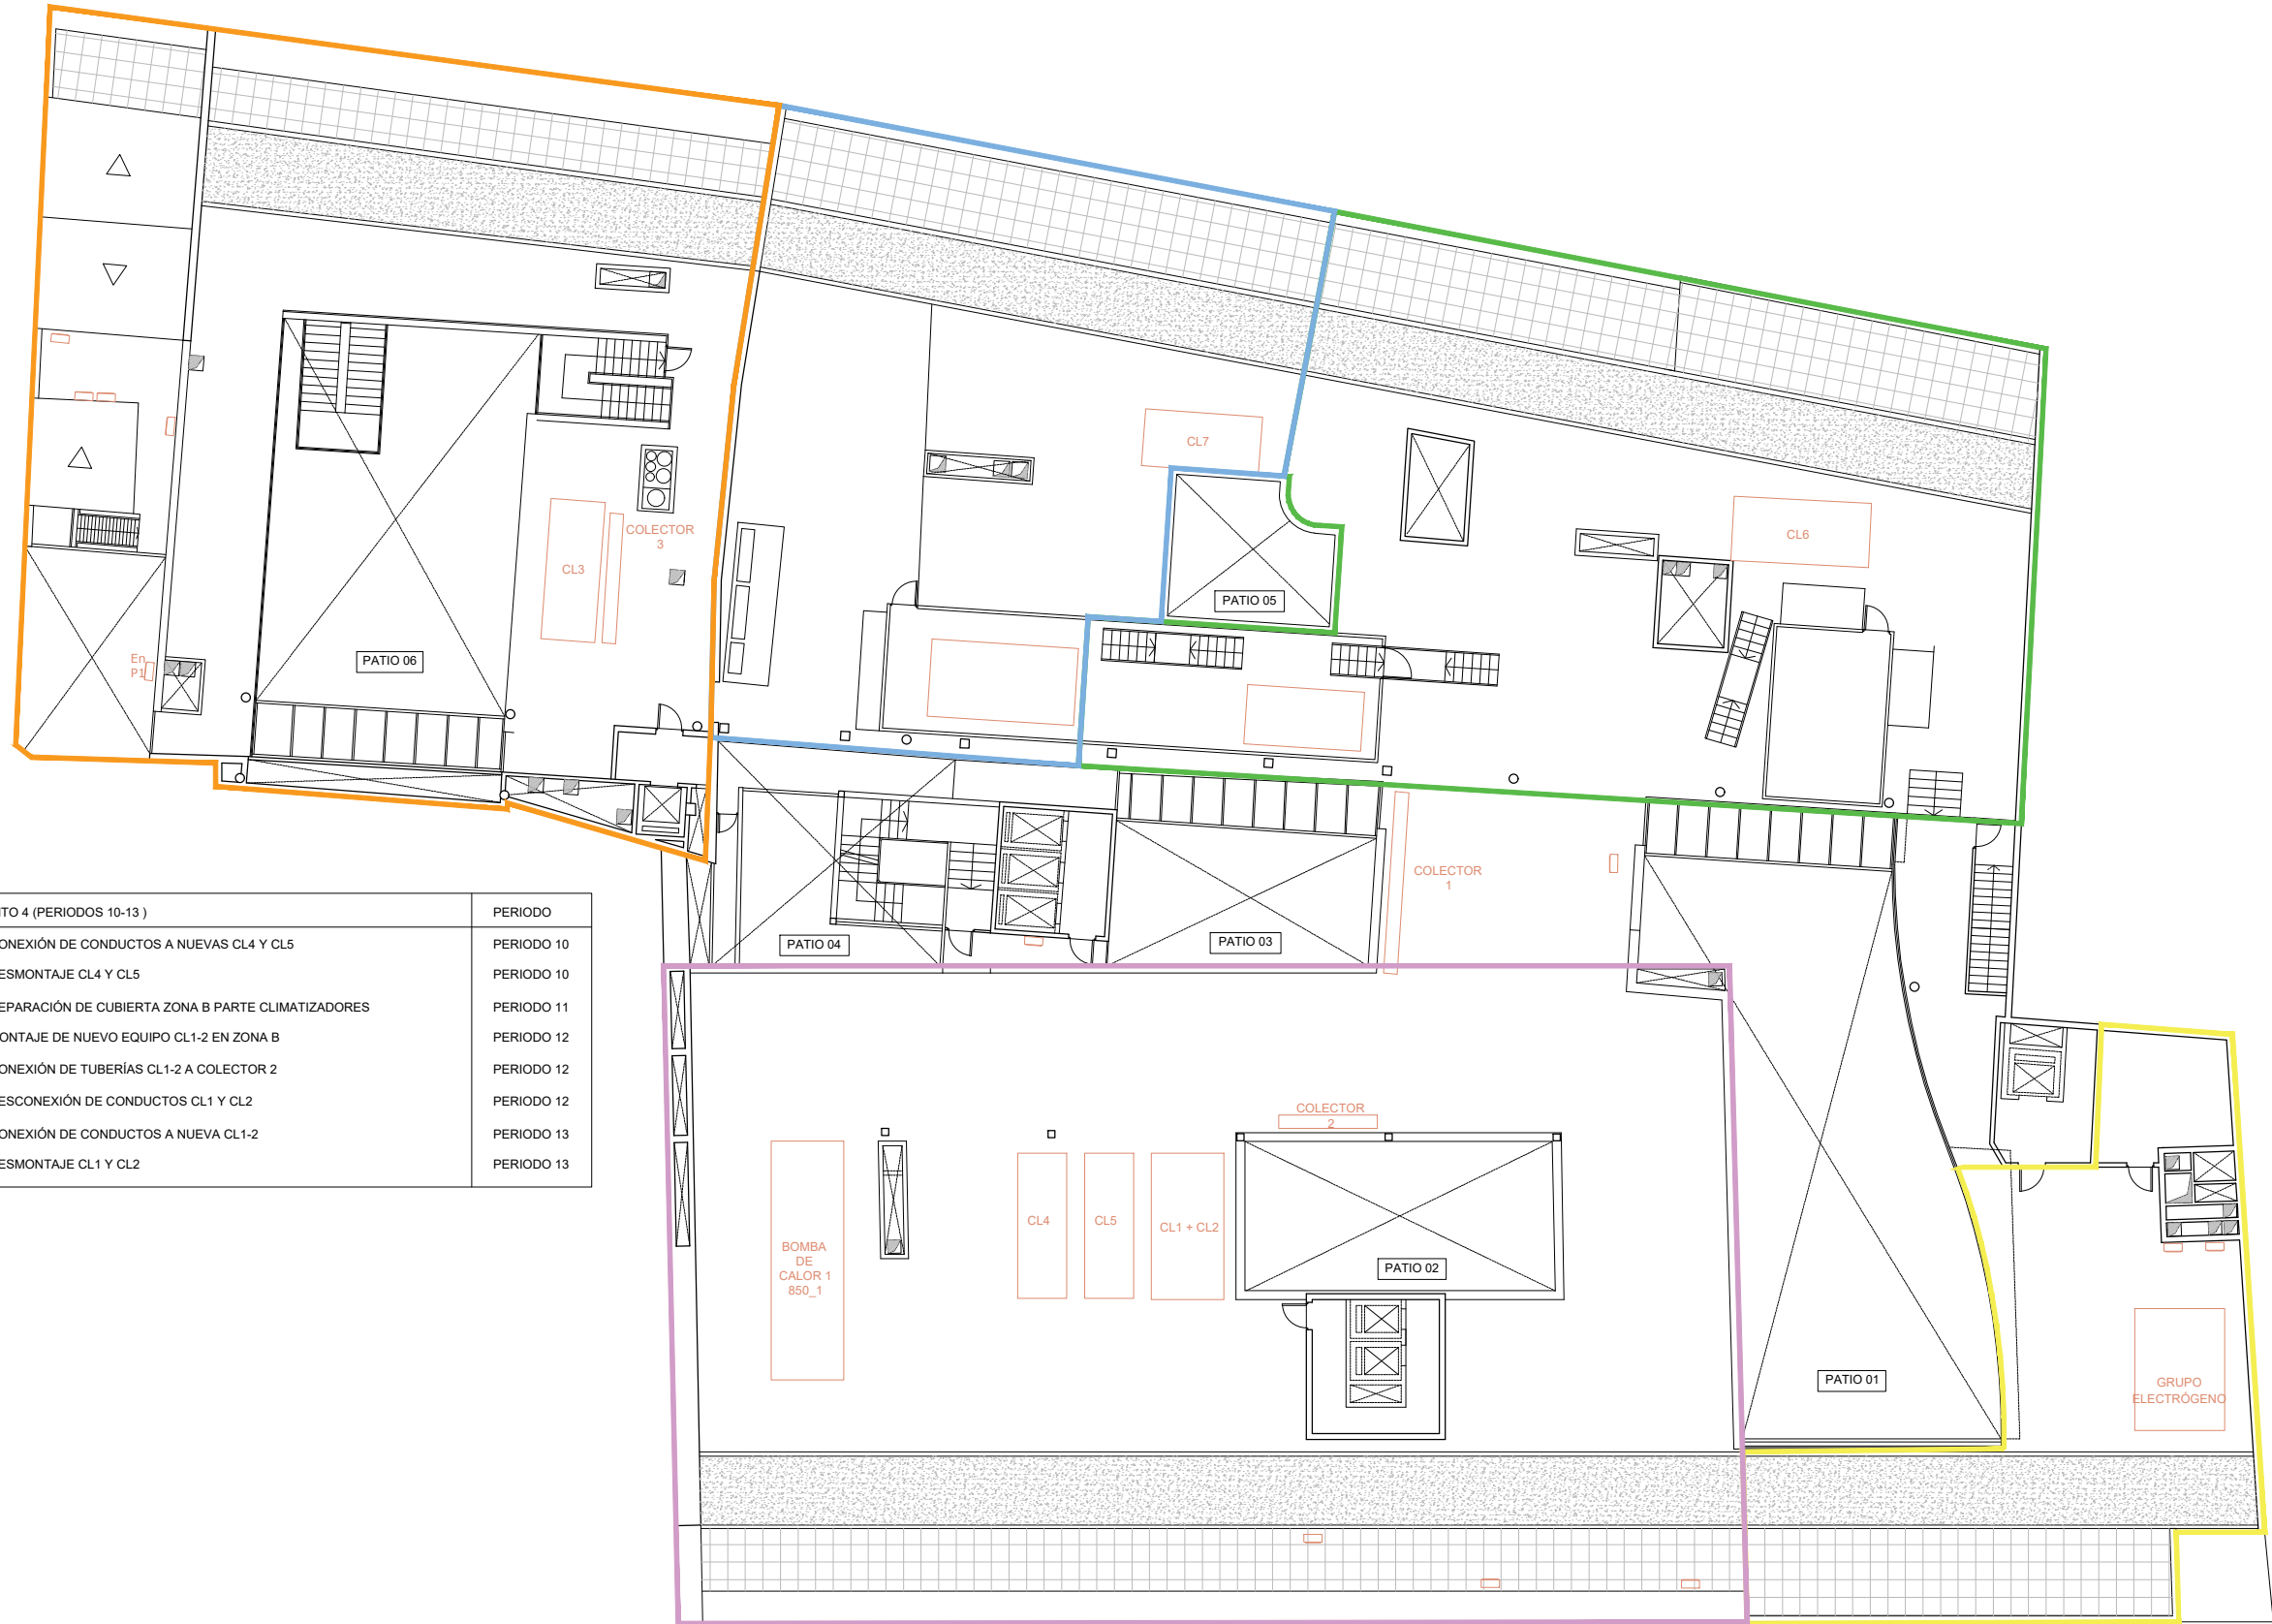 CL7
CL6
COLECTOR
3
CL3
PATIO 05
En
P1
PATIO 06
COLECTOR
1
PATIO 04
PATIO 03
TO 4 (PERIODOS 10-13 ) PERIODO
ONEXIÓN DE CONDUCTOS A NUEVAS CL4 Y CL5 PERIODO 10
ESMONTAJE CL4 Y CL5 PERIODO 10
EPARACIÓN DE CUBIERTA ZONA B PARTE CLIMATIZADORES PERIODO 11
ONTAJE DE NUEVO EQUIPO CL1-2 EN ZONA B PERIODO 12
ONEXIÓN DE TUBERÍAS CL1-2 A COLECTOR 2 PERIODO 12
ESCONEXIÓN DE CONDUCTOS CL1 Y CL2 PERIODO 12
ONEXIÓN DE CONDUCTOS A NUEVA CL1-2 PERIODO 13
ESMONTAJE CL1 Y CL2 PERIODO 13
COLECTOR
2
CL4
CL5
CL1 + CL2
BOMBA
DE
CALOR 1
850_1
PATIO 02
PATIO 01
GRUPO
ELECTRÓGENO